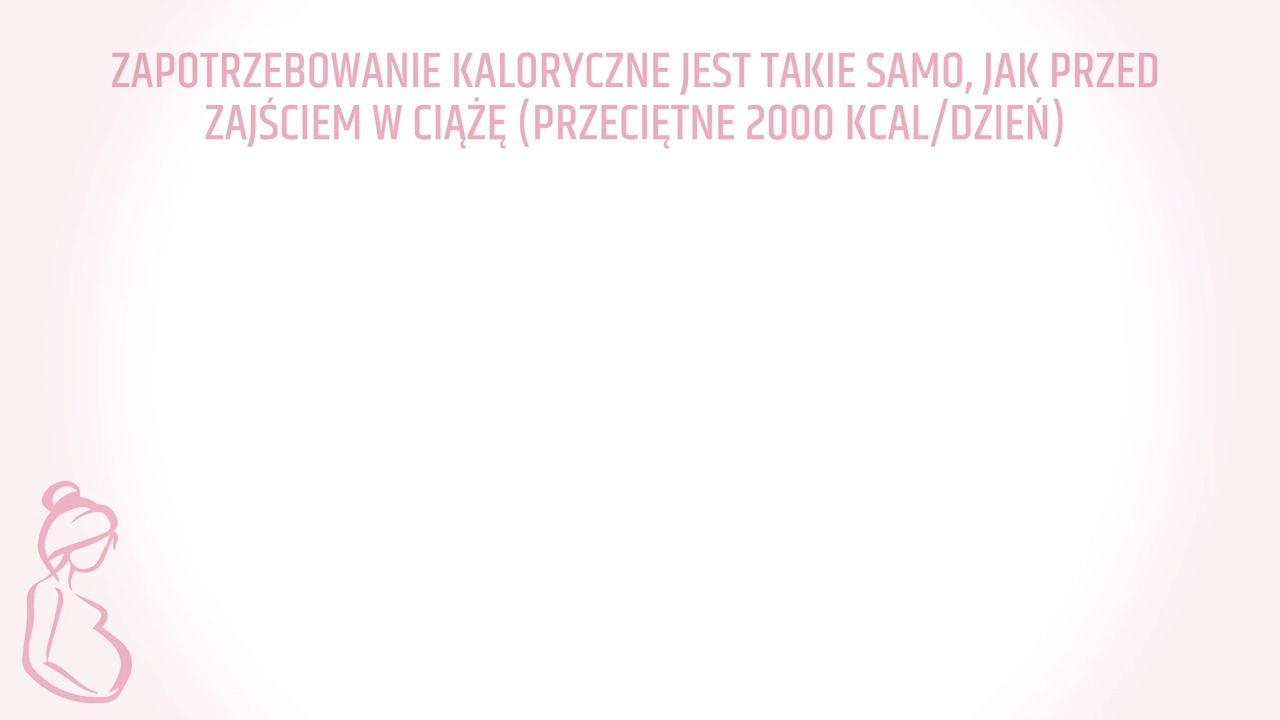 ZAPOTRZEBOWANIE KALORYCZNE JEST TAKIE SAMO, JAK PRZED
ZAJŚCIEM W CIĄŻĘ (PRZECIĘTNE 2000 KCAL/DZIEŃ)